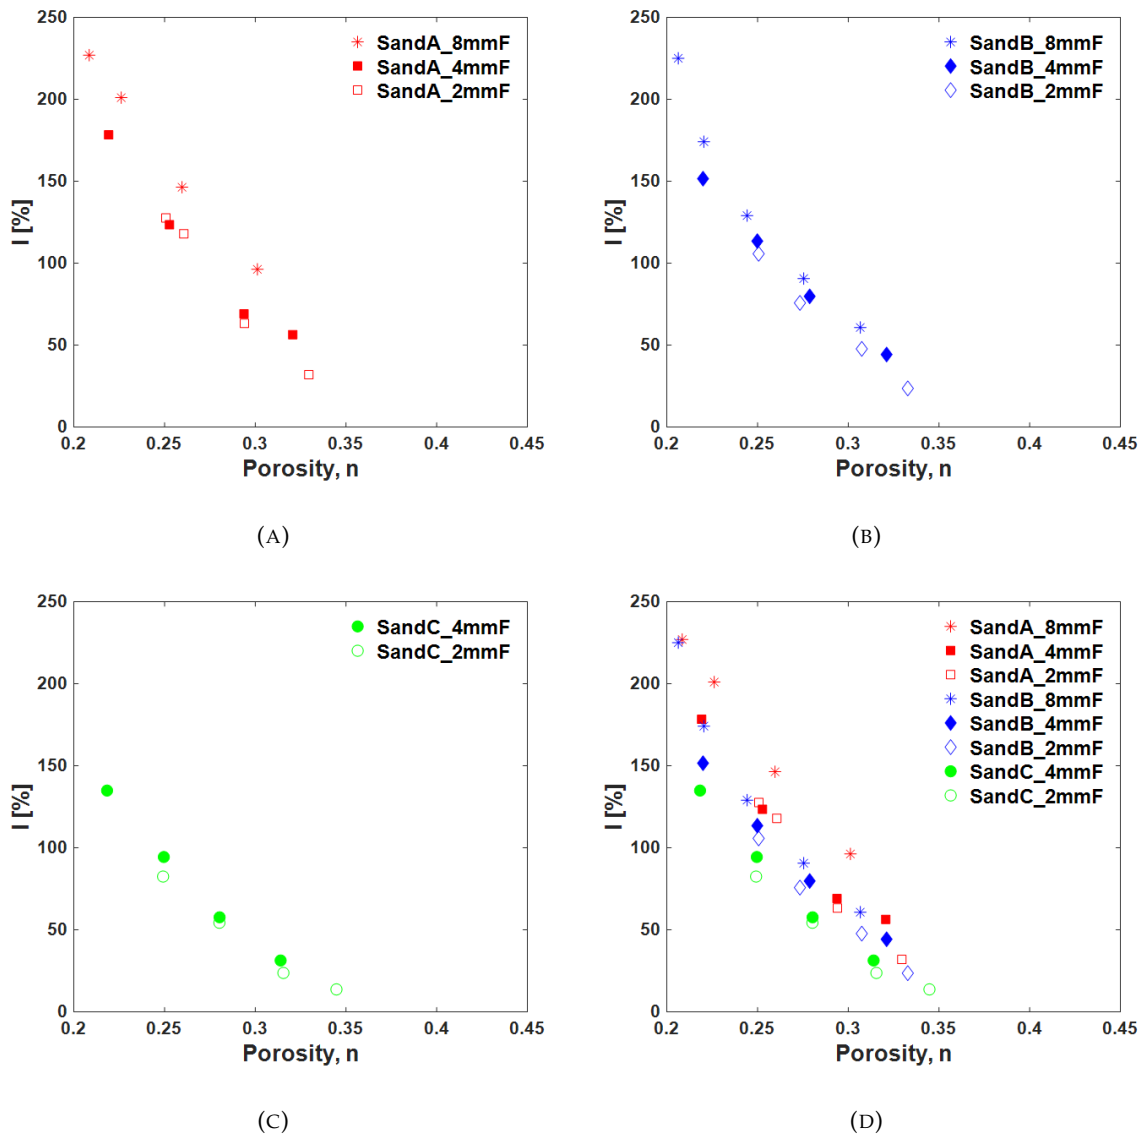 250
200
150
100
50
0
I [%]
SandA_8mmF
SandA_4mmF
SandA_2mmF
0.2 0.25 0.3 0.35 0.4 0.45
Porosity, n
(A)
250
200
150
100
50
0
I [%]
SandB_8mmF
SandB_4mmF
SandB_2mmF
0.2 0.25 0.3 0.35 0.4 0.45
Porosity, n
(B)
250
200
150
100
50
0
I [%]
SandC_4mmF
SandC_2mmF
0.2 0.25 0.3 0.35 0.4 0.45
Porosity, n
(C)
250
200
150
100
50
0
I [%]
SandA_8mmF
SandA_4mmF
SandA_2mmF
SandB_8mmF
SandB_4mmF
SandB_2mmF
SandC_4mmF
SandC_2mmF
0.2 0.25 0.3 0.35 0.4 0.45
Porosity, n
(D)